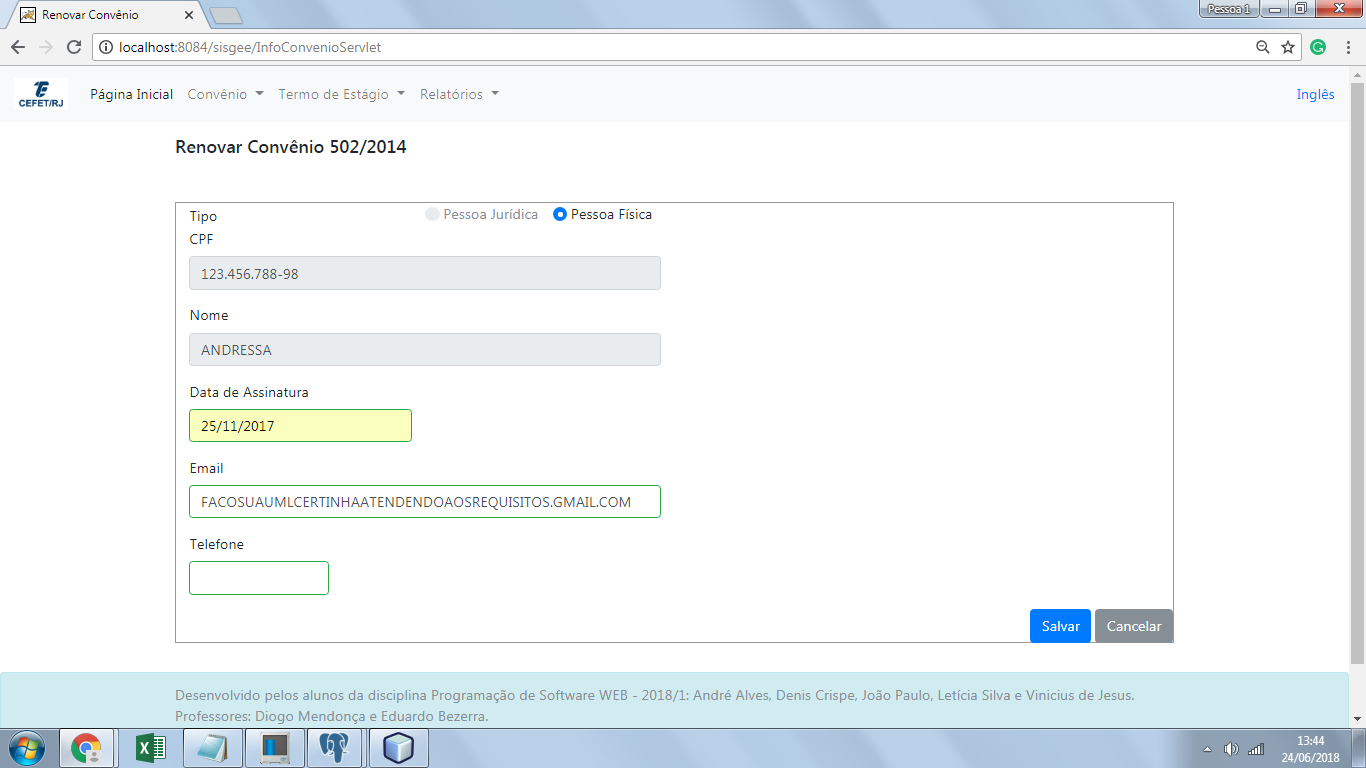 Renovar Convênio
Pessoa 1
localhost:8084/sisgee/InfoConvenioServlet
CEFET/RJ
Página Inicial Convênio Termo de Estágio Relatórios Inglês
Renovar Convênio 502/2014
Tipo Pessoa Jurídica Pessoa Física
CPF
123.456.788-98
Nome
ANDRESSA
Data de Assinatura
25/11/2017
Email
FACOSUAUMLCERTINHAATENDENDOAOSREQUISITOS.GMAIL.COM
Telefone
Salvar Cancelar
Desenvolvido pelos alunos da disciplina Programação de Software WEB - 2018/1: André Alves, Denis Crispe, João Paulo, Letícia Silva e Vinicius de Jesus.
Professores: Diogo Mendonça e Eduardo Bezerra.
13:44
24/06/2018